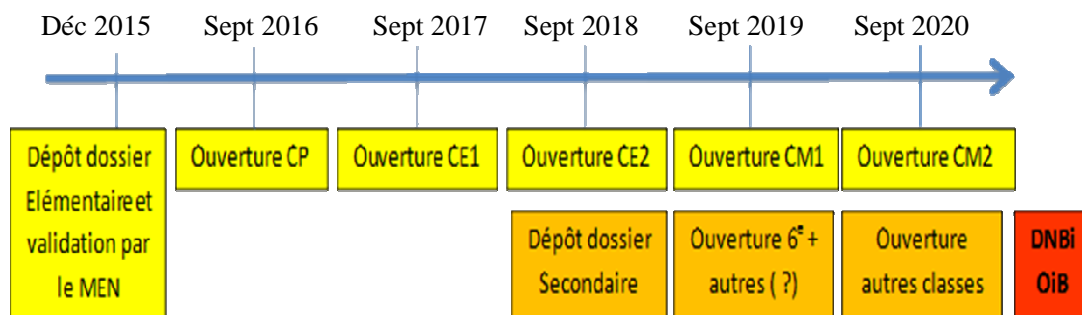 Déc 2015 Sept 2016 Sept 2017 Sept 2018 Sept 2019 Sept 2020
Dépôt dossier
Elémentaire et
validation par
le MEN
Ouverture CP
Ouverture CE1
Ouverture CE2
Ouverture CM1
Ouverture CM2
Dépôt dossier
Secondaire
Ouverture 6e +
autres ( ?)
Ouverture
autres classes
DNBi
OiB